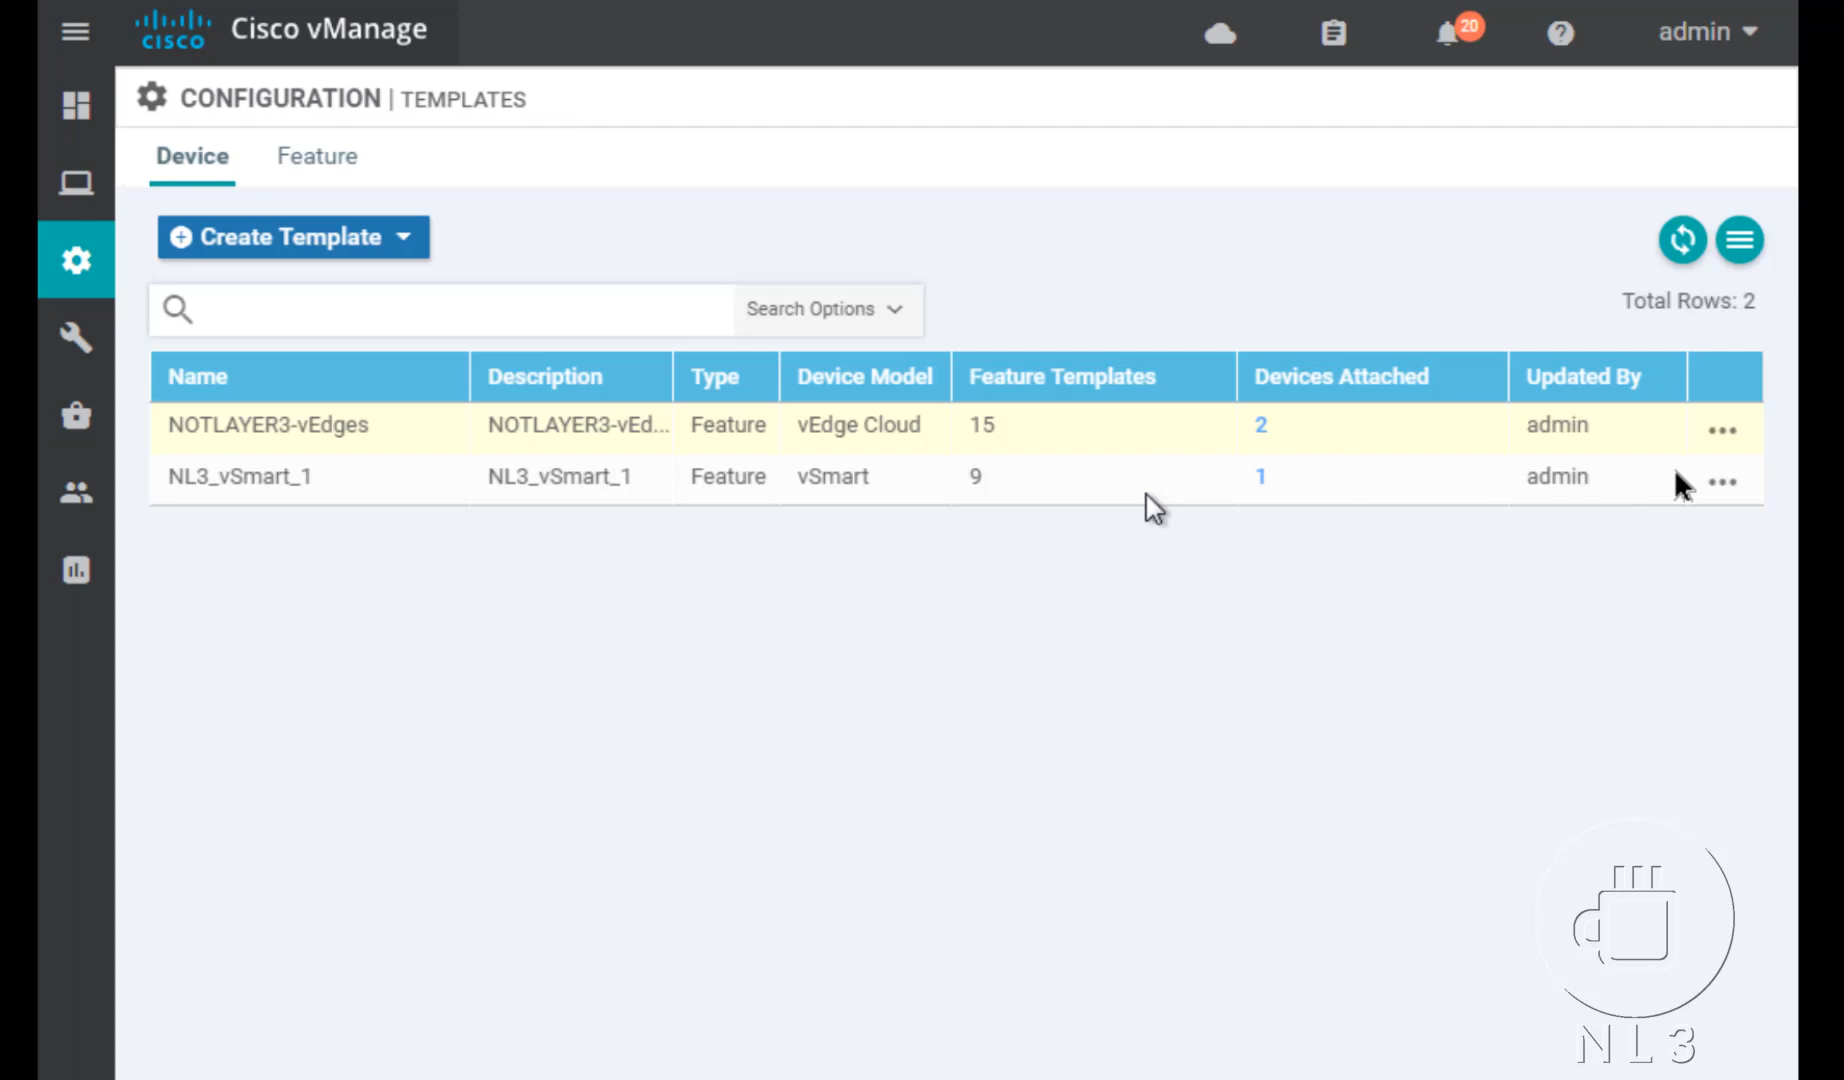 cisco Cisco vManage 20 admin
CONFIGURATION | TEMPLATES
Device Feature
Create Template
Search Options
Total Rows: 2
Name Description Type Device Model Feature Templates Devices Attached Updated By
NOTLAYER3-vEdges NOTLAYER3-vEd... Feature vEdge Cloud 15 2 admin
NL3_vSmart_1 NL3_vSmart_1 Feature vSmart 9 1 admin
NL3